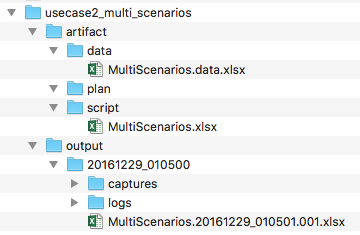 usecase2_multi_scenarios
artifact
data
MultiScenarios.data.xlsx
plan
script
MultiScenarios.xlsx
output
20161229_010500
captures
logs
MultiScenarios.20161229_010501.001.xlsx